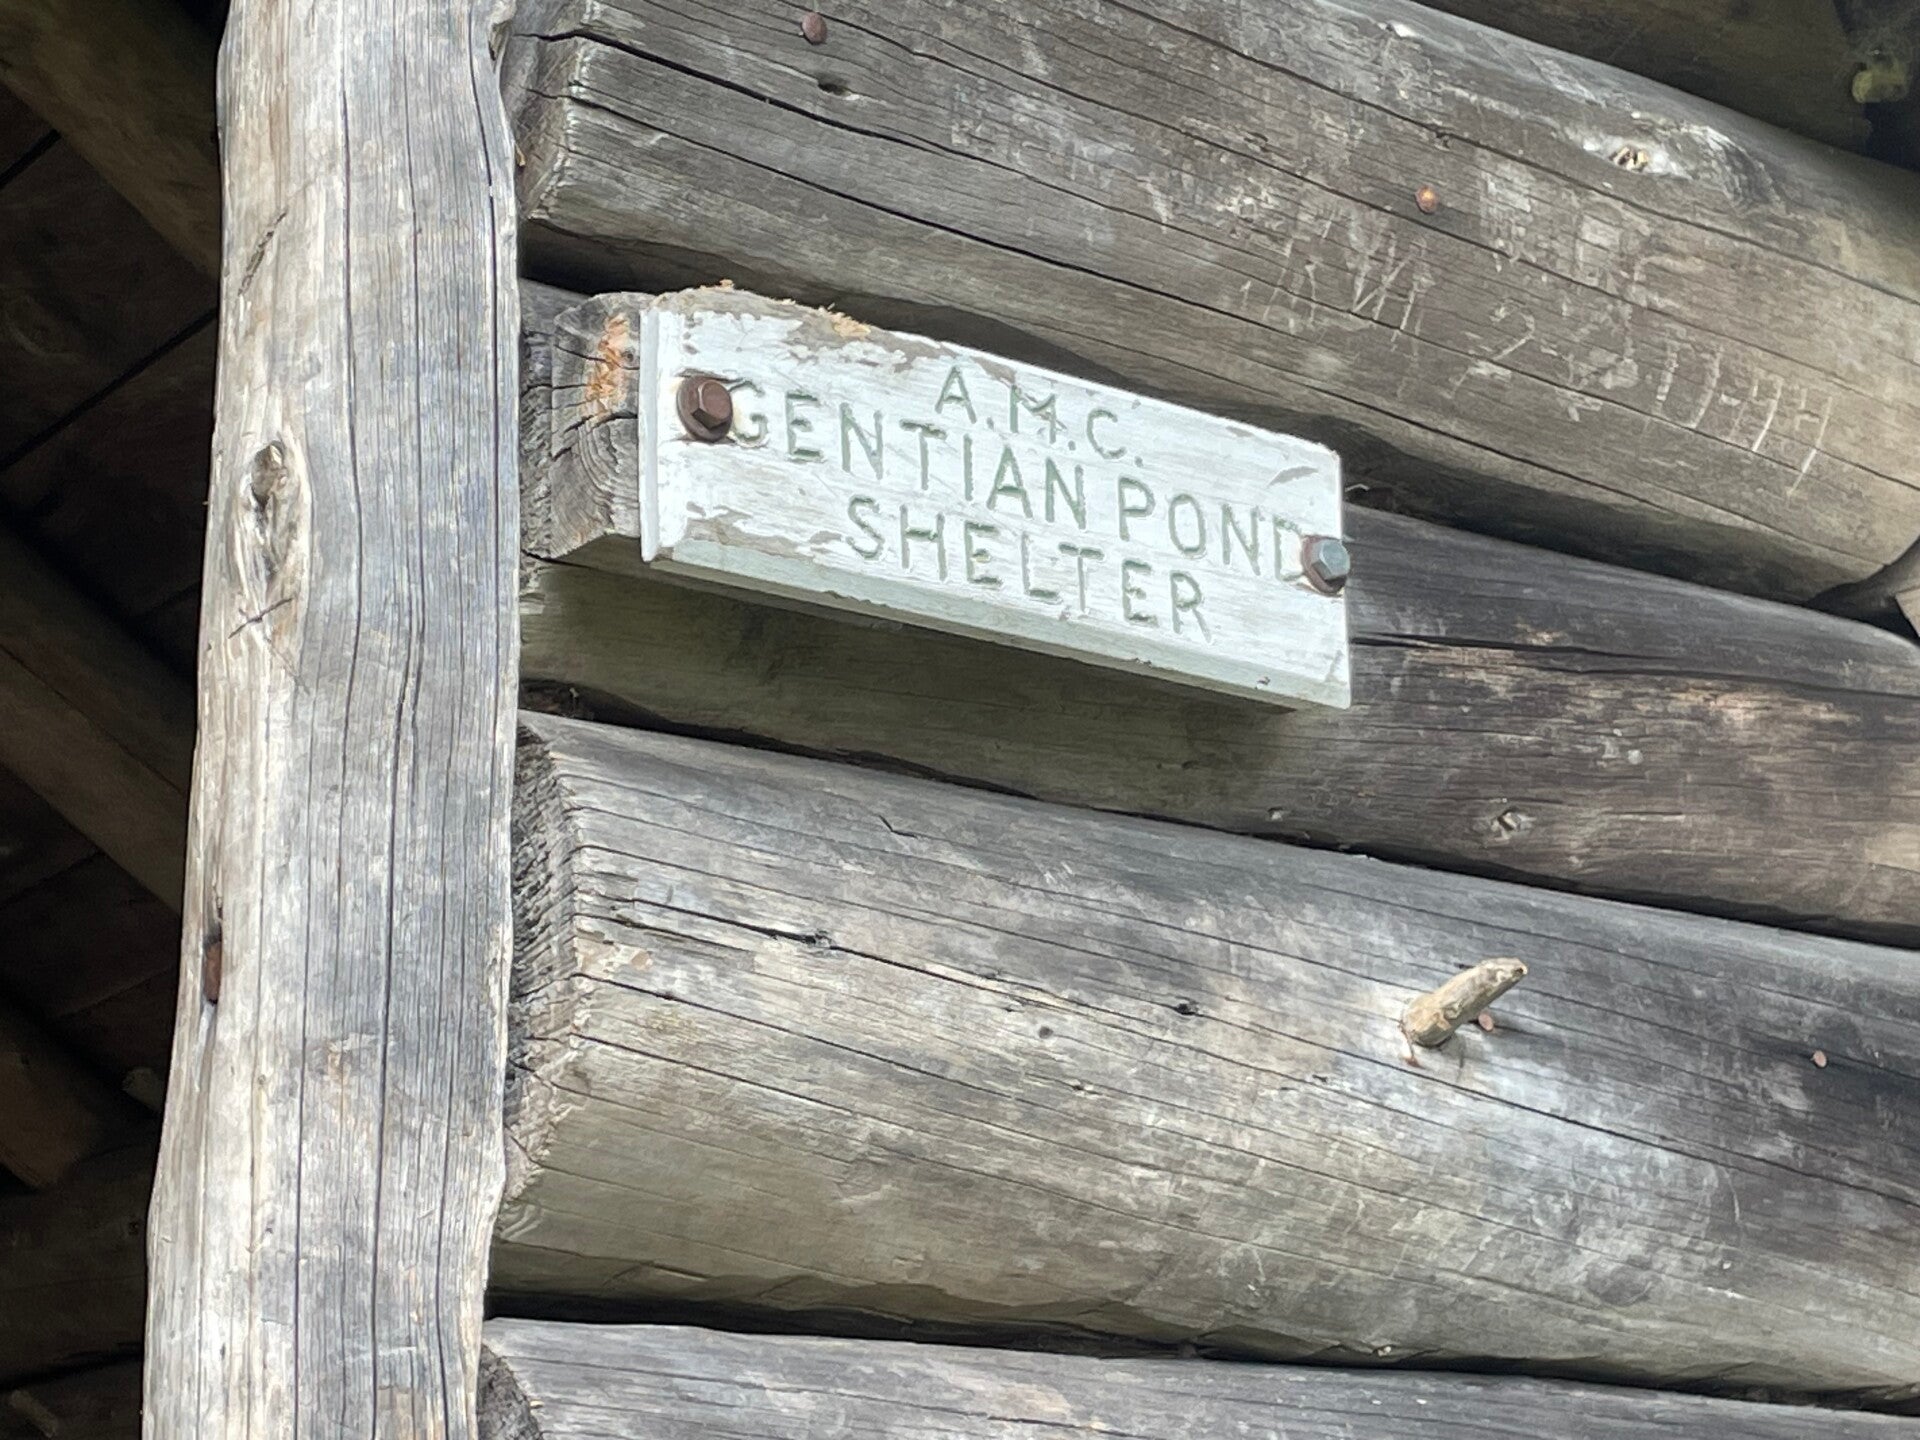 A.M.C.
GENTIAN POND
SHELTER